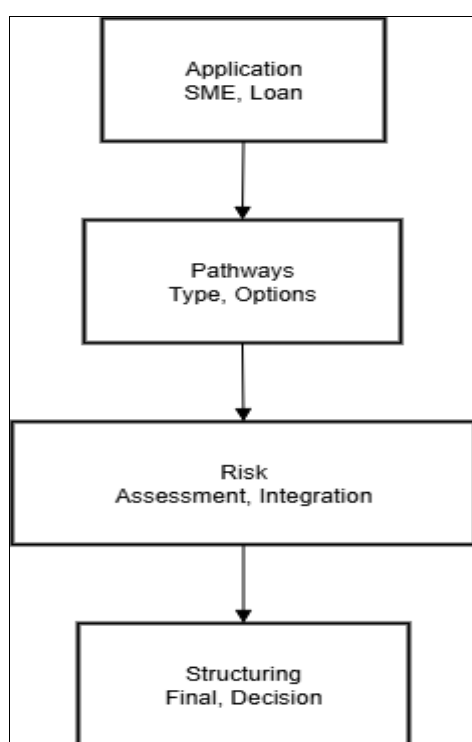 Application
SME, Loan
Pathways
Type, Options
Risk
Assessment, Integration
Structuring
Final, Decision